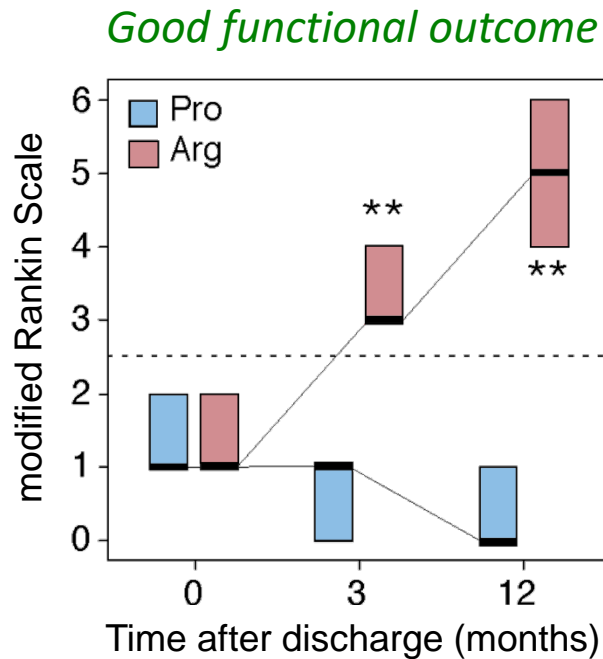 Good functional outcome
modified Rankin Scale
6
5
4
3
2
1
0
Pro
Arg
**
**
0 3 12
Time after discharge (months)